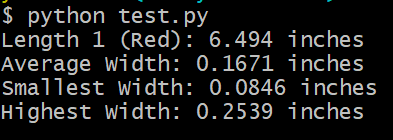 $ python test.py
Length 1 (Red): 6.494 inches
Average Width: 0.1671 inches
Smallest Width: 0.0846 inches
Highest Width: 0.2539 inches